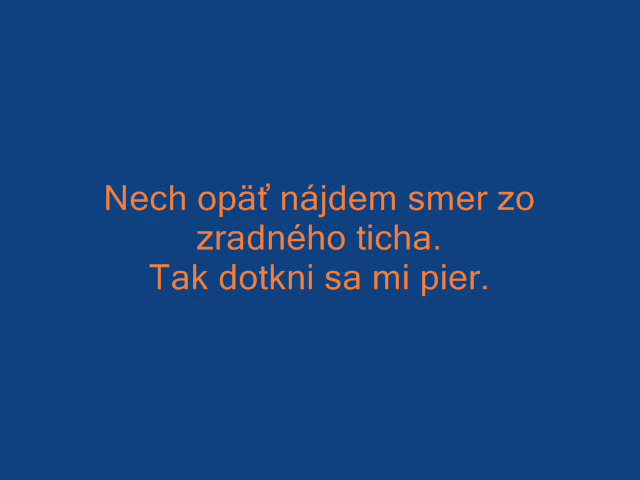 Nech opäť nájdem smer zo
zradného ticha.
Tak dotkni sa mi pier.